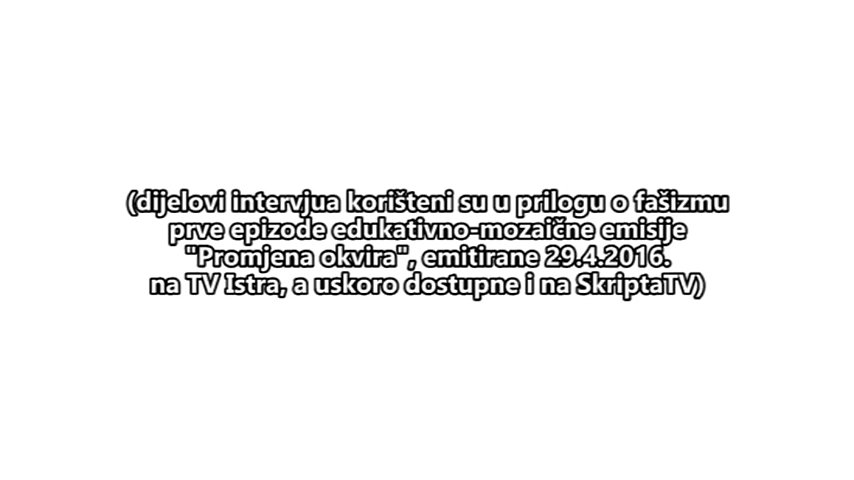 (dijelovi intervjua korišteni su u prilogu o fašizmu
prve epizode edukativno-mozaične emisije
"Promjena okvira", emitirane 29.4.2016.
na TV Istra, a uskoro dostupne i na SkriptaTV)